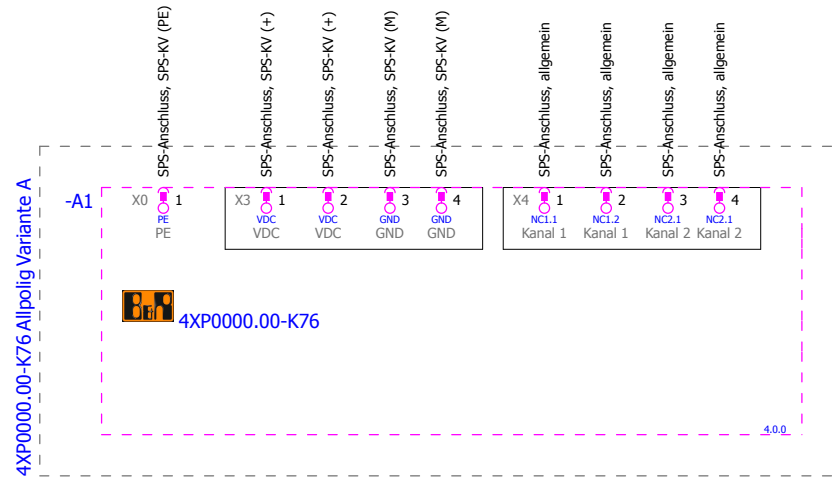 SPS-Anschluss, SPS-KV (PE)
SPS-Anschluss, SPS-KV (+)
SPS-Anschluss, SPS-KV (+)
SPS-Anschluss, SPS-KV (M)
SPS-Anschluss, SPS-KV (M)
SPS-Anschluss, allgemein
SPS-Anschluss, allgemein
SPS-Anschluss, allgemein
SPS-Anschluss, allgemein
4XP0000.00-K76 Allpolig Variante A
-A1 X0 1 X3 1 2 3 4 X4 1 2 3 4
PE VDC VDC GND GND NC1.1 NC1.2 NC2.1 NC2.1
PE VDC VDC GND GND Kanal 1 Kanal 1 Kanal 2 Kanal 2
B&R 4XP0000.00-K76
4.0.0